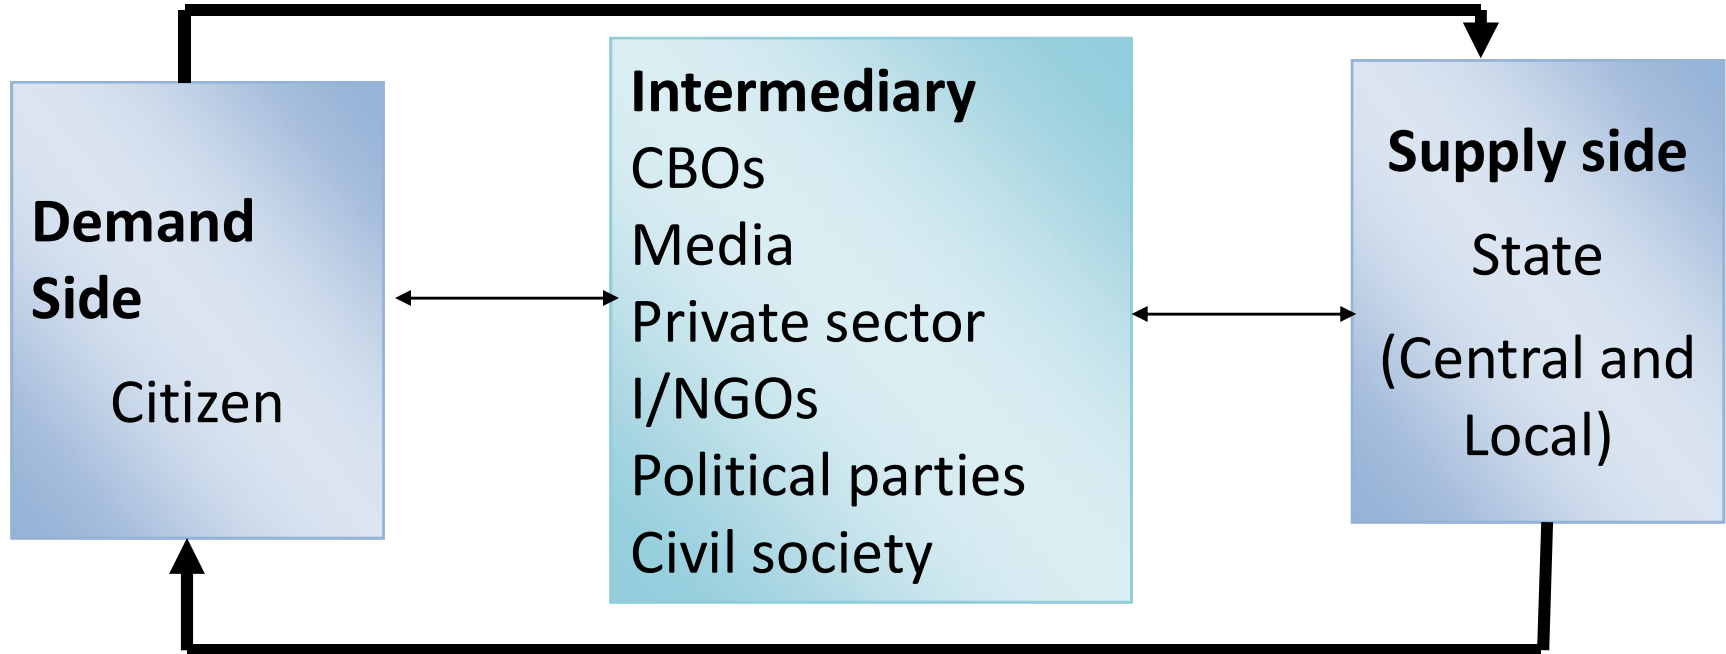 Demand
Side
Citizen
Intermediary
CBOs
Media
Private sector
I/NGOs
Political parties
Civil society
Supply side
State
(Central and
Local)